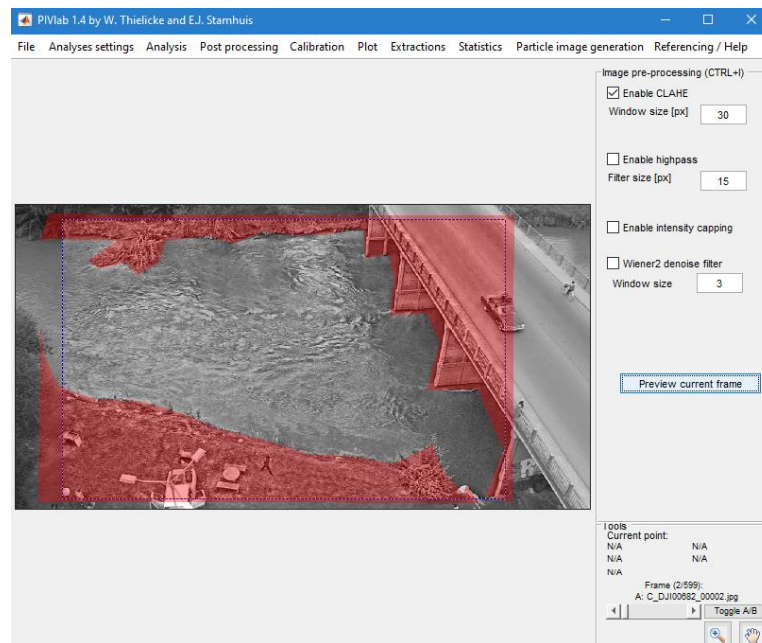 PIVlab 1.4 by W. Thielicke and E.J. Stamhuis
File Analyses settings Analysis Post processing Calibration Plot Extractions Statistics Particle image generation Referencing / Help
Image pre-processing (CTRL+I)
Enable CLAHE
Window size [px] 30
Enable highpass
Filter size [px] 15
Enable intensity capping
Wiener2 denoise filter
Window size 3
Preview current frame
Tools
Current point:
N/A N/A
N/A N/A
N/A
Frame (2/599):
A: C_DJI00682_00002.jpg
Toggle A/B